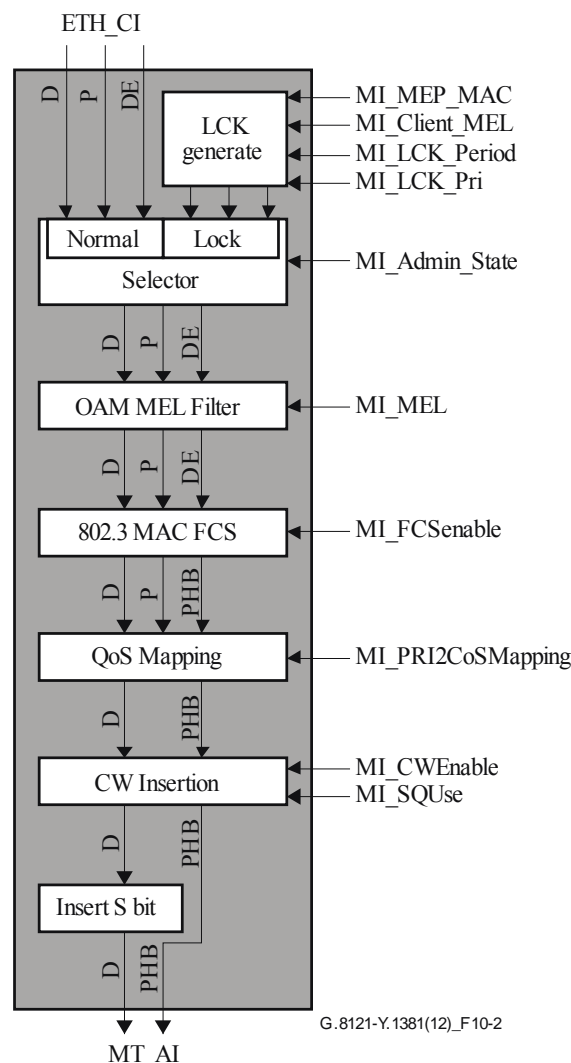 ETH_CI
D P DE
LCK
generate
MI_MEP_MAC
MI_Client_MEL
MI_LCK_Period
MI_LCK_Pri
Normal Lock
Selector
MI_Admin_State
D P DE
OAM MEL Filter
MI_MEL
D P DE
802.3 MAC FCS
MI_FCSenable
D P PHB
QoS Mapping
MI_PRI2CoSMapping
D PHB
CW Insertion
MI_CWEnable
MI_SQUse
D PHB
Insert S bit
D PHB
G.8121-Y.1381(12)_F10-2
MT_AI